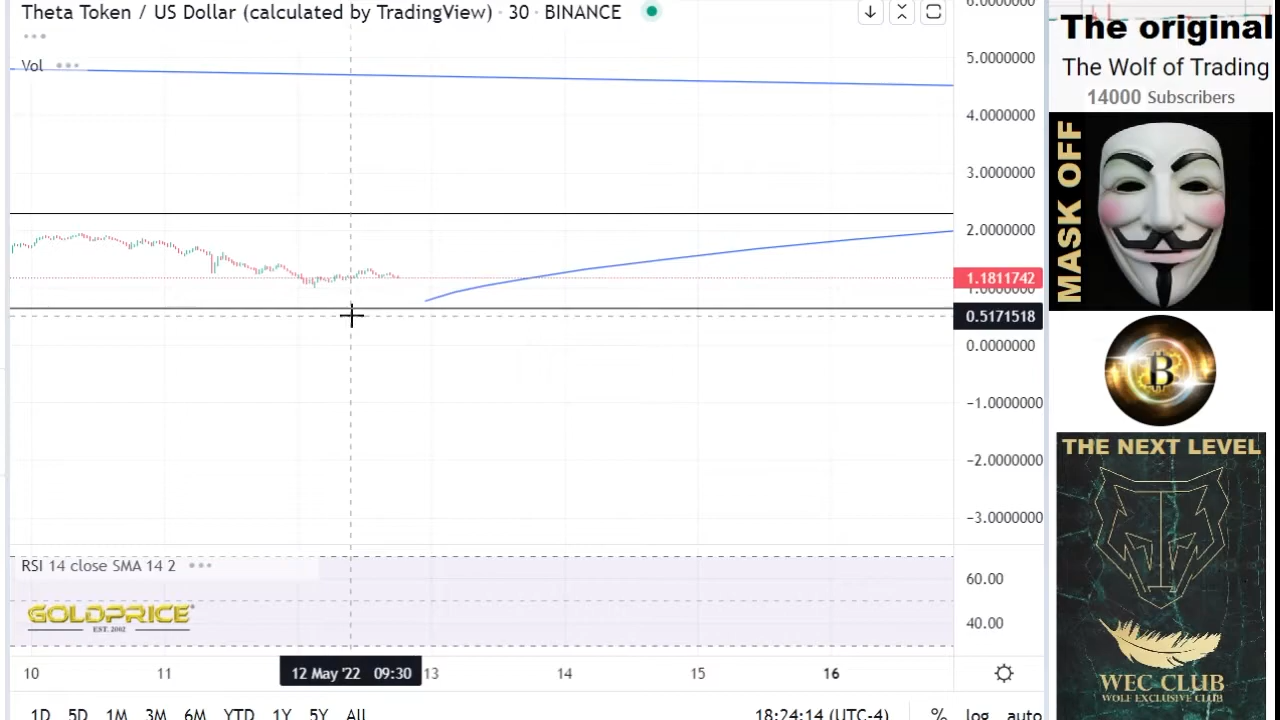 Theta Token / US Dollar (calculated by TradingView) · 30 · BINANCE
Vol
6.0000000
5.0000000
4.0000000
3.0000000
2.0000000
1.1811742
1.0000000
0.5171518
0.0000000
−1.0000000
−2.0000000
−3.0000000
RSI 14 close SMA 14 2
60.00
40.00
GOLDPRICE
EST. 2002
10 11 12 May '22 09:30 13 14 15 16
1D 5D 1M 3M 6M YTD 1Y 5Y All 18:24:14 (UTC-4) % log auto
The original
The Wolf of Trading
14000 Subscribers
MASK OFF
B
THE NEXT LEVEL
WEC CLUB
WOLF EXCLUSIVE CLUB